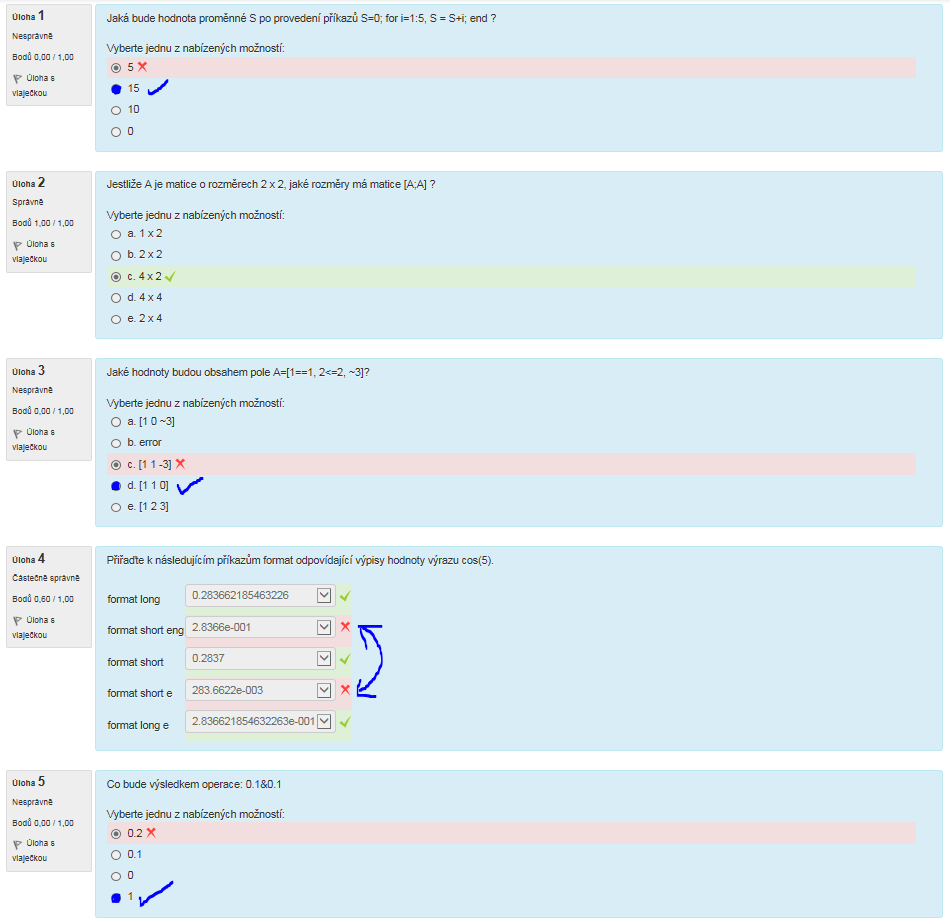 Úloha 1
Nesprávně
Bodů 0,00 / 1,00
Úloha s
vlaječkou
Jaká bude hodnota proměnné S po provedení příkazů S=0; for i=1:5, S = S+i; end ?
Vyberte jednu z nabízených možností:
5
15
10
0
Úloha 2
Správně
Bodů 1,00 / 1,00
Úloha s
vlaječkou
Jestliže A je matice o rozměrech 2 x 2, jaké rozměry má matice [A;A] ?
Vyberte jednu z nabízených možností:
a. 1 x 2
b. 2 x 2
c. 4 x 2
d. 4 x 4
e. 2 x 4
Úloha 3
Nesprávně
Bodů 0,00 / 1,00
Úloha s
vlaječkou
Jaké hodnoty budou obsahem pole A=[1==1, 2<=2, ~3]?
Vyberte jednu z nabízených možností:
a. [1 0 ~3]
b. error
c. [1 1 -3]
d. [1 1 0]
e. [1 2 3]
Úloha 4
Částečně správně
Bodů 0,60 / 1,00
Úloha s
vlaječkou
Přiřaďte k následujícím příkazům format odpovídající výpisy hodnoty výrazu cos(5).
format long 0.283662185463226
format short eng 2.8366e-001
format short 0.2837
format short e 283.6622e-003
format long e 2.836621854632263e-001
Úloha 5
Nesprávně
Bodů 0,00 / 1,00
Úloha s
vlaječkou
Co bude výsledkem operace: 0.1&0.1
Vyberte jednu z nabízených možností:
0.2
0.1
0
1